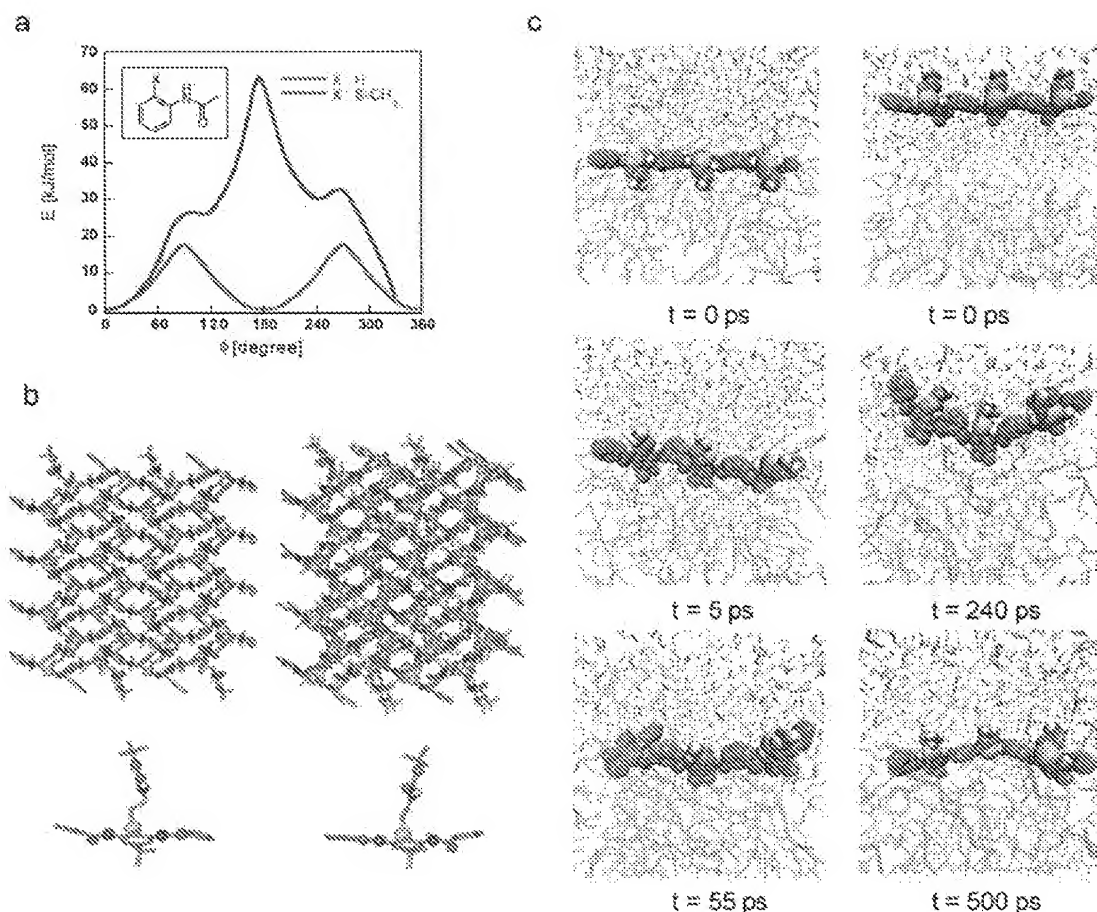 a
70
60
50
40
30
20
10
0
E [kJ/mol]
X
H
N
O
X H
X S-CH3
0 60 120 180 240 300 360
ϕ [degree]
b
c
t = 0 ps
t = 0 ps
t = 5 ps
t = 240 ps
t = 55 ps
t = 500 ps